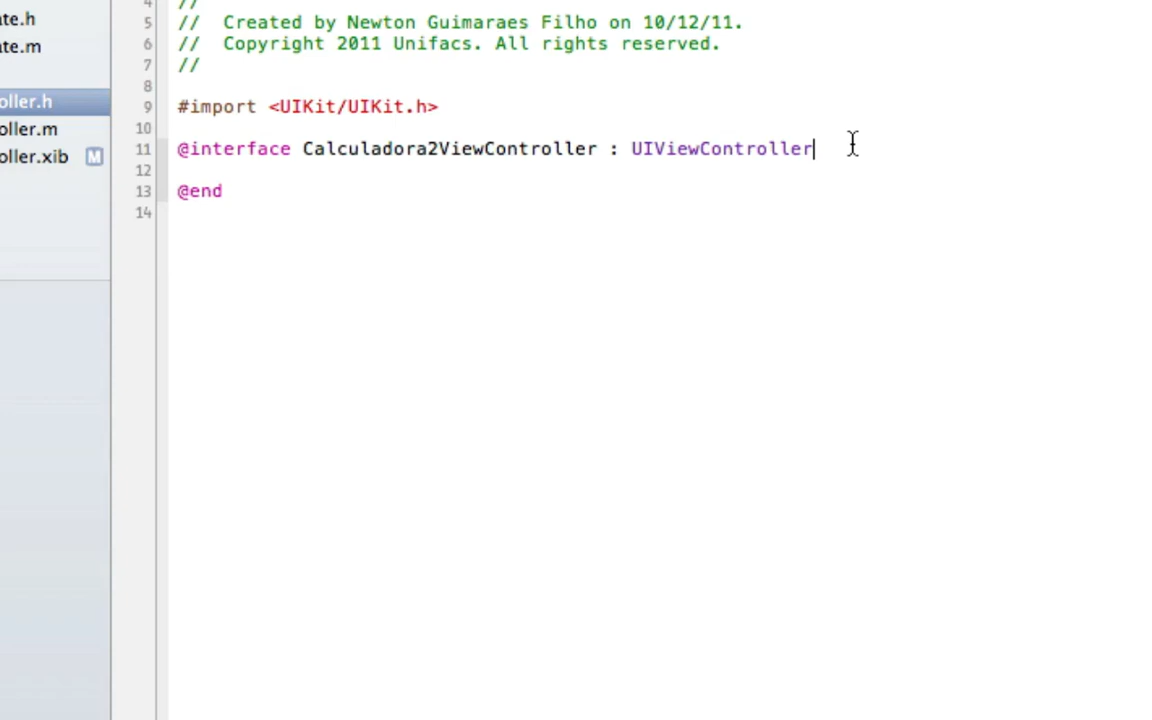 ate.h
ate.m
oller.h
oller.m
oller.xib M
4 //
5 // Created by Newton Guimaraes Filho on 10/12/11.
6 // Copyright 2011 Unifacs. All rights reserved.
7 //
8
9 #import <UIKit/UIKit.h>
10
11 @interface Calculadora2ViewController : UIViewController
12
13 @end
14